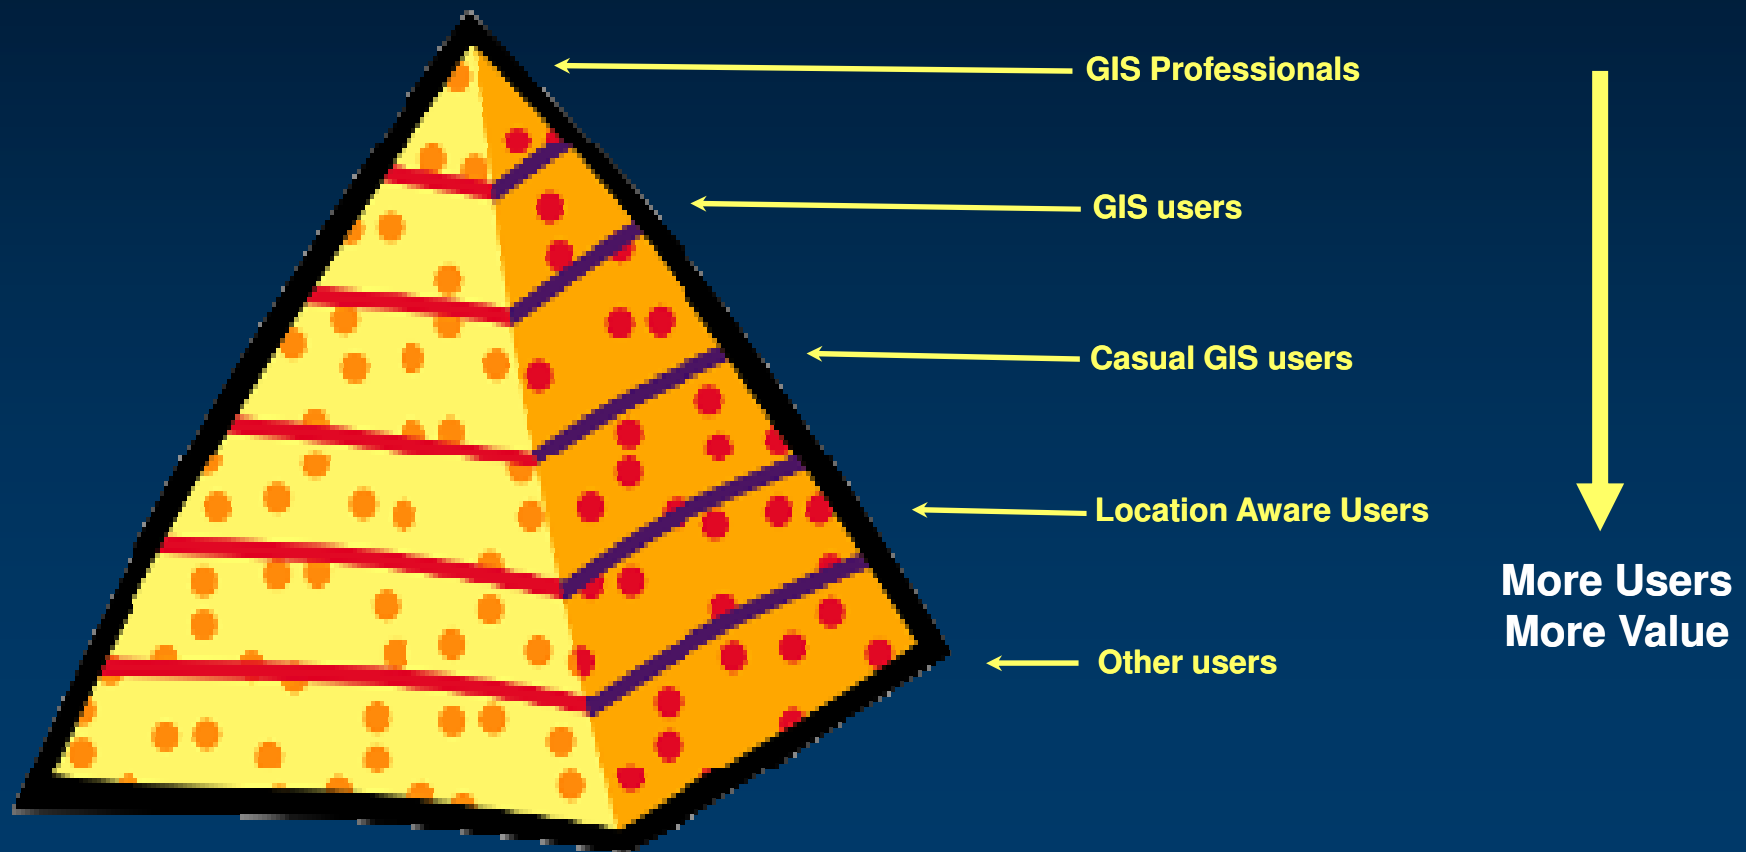 GIS Professionals
GIS users
Casual GIS users
Location Aware Users
Other users
More Users
More Value